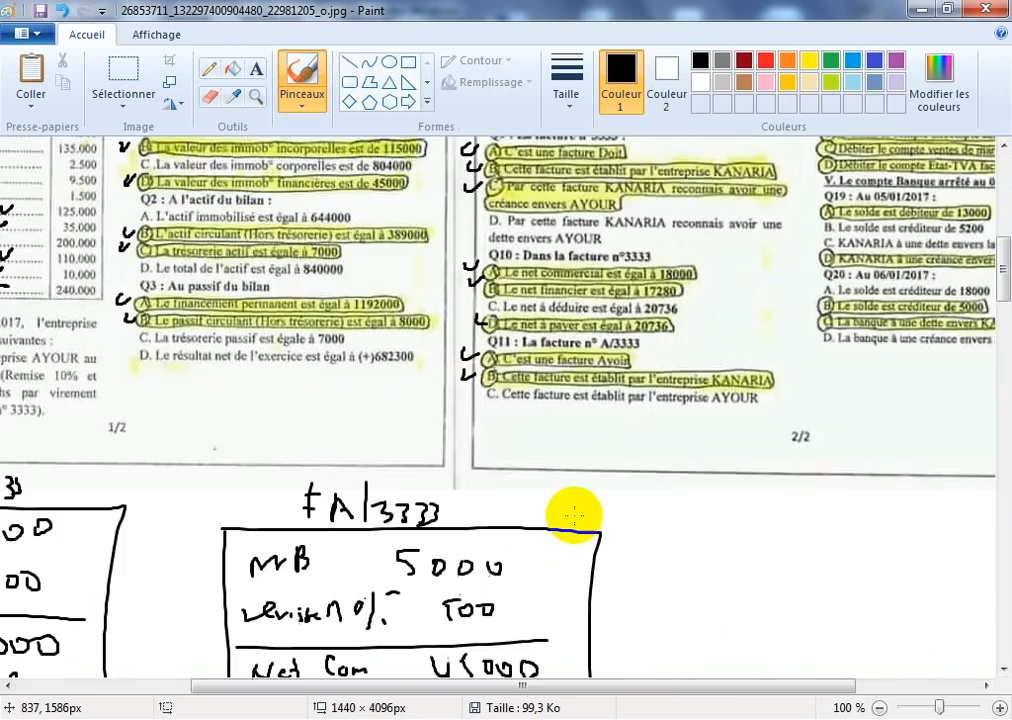 26853711_132297400904480_22981205_o.jpg - Paint
Accueil
Affichage
Coller
Sélectionner
Pinceaux
Contour
Remplissage
Taille
Couleur
1
Couleur
2
Modifier les
couleurs
Presse-papiers
Image
Outils
Formes
Couleurs
135.000
2.500
9.500
1.500
125.000
35.000
200.000
110.000
10.000
240.000
2017, l'entreprise
suivantes :
prise AYOUR au
(Remise 10% et
hs par virement
n° 3333).
B La valeur des immob° incorporelles est de 115000
C .La valeur des immob° corporelles est de 804000
D La valeur des immob° financières est de 45000
Q2 : A l'actif du bilan :
A. L'actif immobilisé est égal à 644000
B L'actif circulant (Hors trésorerie) est égal à 389000
C La trésorerie actif est égale à 7000
D. Le total de l'actif est égal à 840000
Q3 : Au passif du bilan
A. Le financement permanent est égal à 1192000
B. Le passif circulant (Hors trésorerie) est égal à 8000
C. La trésorerie passif est égale à 7000
D. Le résultat net de l'exercice est égal à (+)682300
1/2
A C'est une facture Doit
B. Cette facture est établit par l'entreprise KANARIA
C Par cette facture KANARIA reconnais avoir une
créance envers AYOUR
D. Par cette facture KANARIA reconnais avoir une
dette envers AYOUR
Q10 : Dans la facture n°3333
A Le net commercial est égal à 18000
B Le net financier est égal à 17280
C. Le net à déduire est égal à 20736
D Le net à payer est égal à 20736
Q11 : La facture n° A/3333
A C'est une facture Avoir
B Cette facture est établit par l'entreprise KANARIA
C. Cette facture est établit par l'entreprise AYOUR
2/2
C Débiter le compte ventes de mar
D Débiter le compte Etat-TVA fac
V. Le compte Banque arrêté au 0
Q19 : Au 05/01/2017 :
A Le solde est débiteur de 13000
B. Le solde est créditeur de 5200
C. KANARIA à une dette envers la
D KANARIA à une créance envers
Q20 : Au 06/01/2017 :
A. Le solde est créditeur de 18000
B Le solde est créditeur de 5000
C La banque à une dette envers KA
D. La banque à une créance envers
F A/3333
MB 5000
remise 10% 500
Net Com
837, 1586px
1440 × 4096px
Taille : 99,3 Ko
100 %